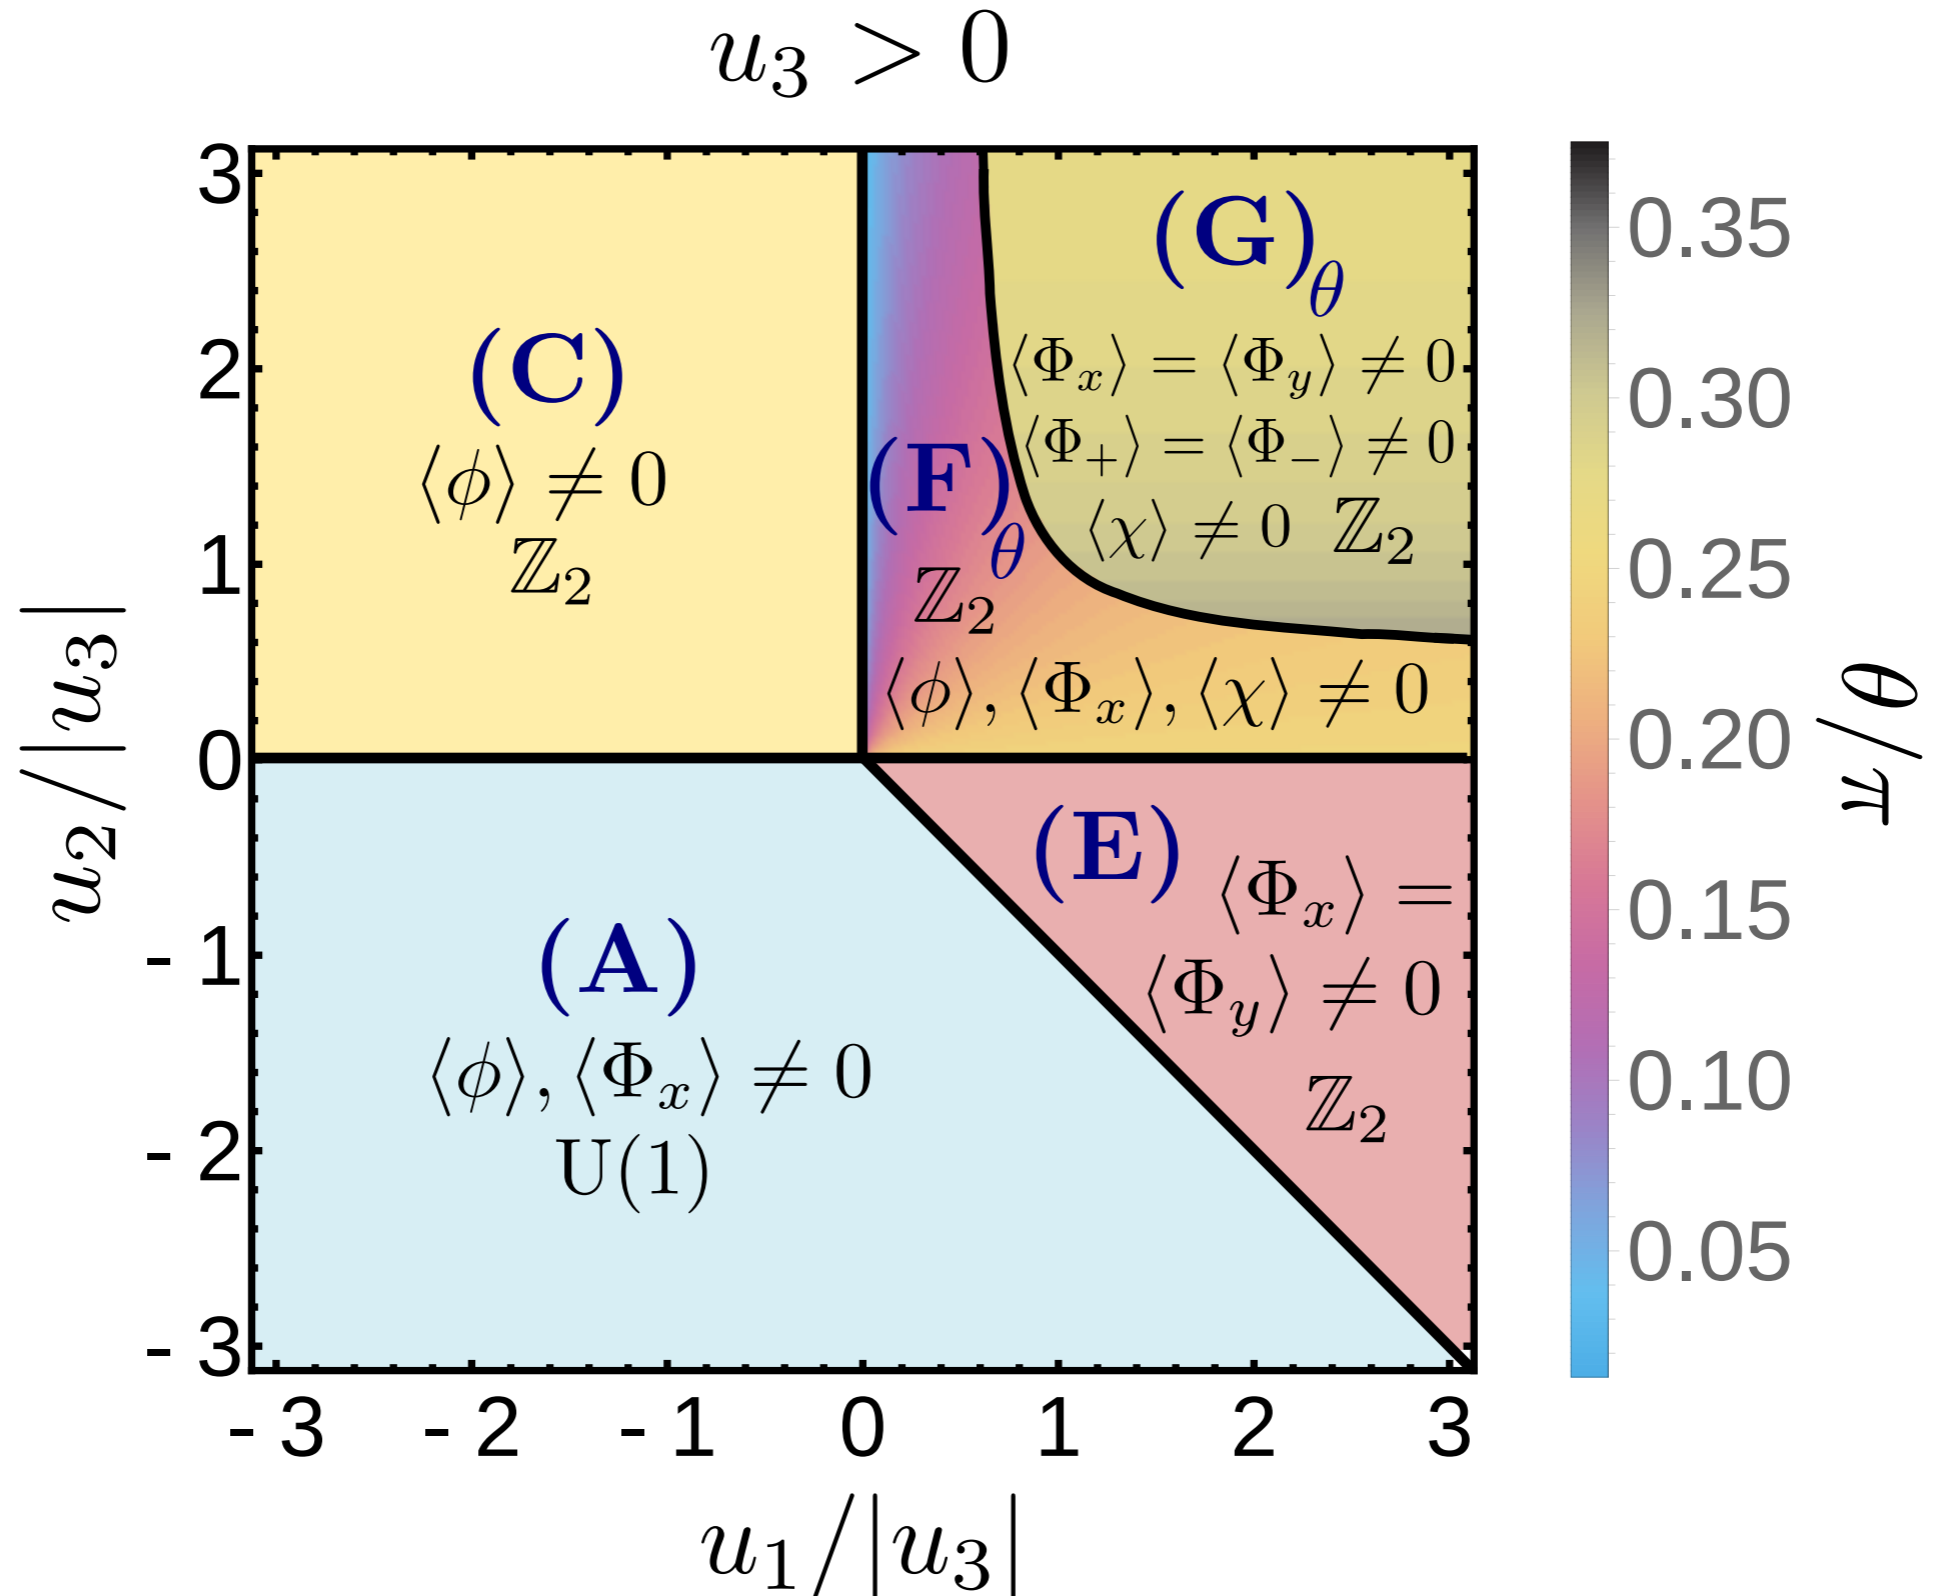 u₃ > 0
3
2
1
0
- 1
- 2
- 3
u₂/|u₃|
(C)
⟨ϕ⟩ ≠ 0
ℤ₂
(F)θ
ℤ₂
⟨ϕ⟩, ⟨Φₓ⟩, ⟨χ⟩ ≠ 0
(G)θ
⟨Φₓ⟩ = ⟨Φ_y⟩ ≠ 0
⟨Φ₊⟩ = ⟨Φ₋⟩ ≠ 0
⟨χ⟩ ≠ 0 ℤ₂
(A)
⟨ϕ⟩, ⟨Φₓ⟩ ≠ 0
U(1)
(E) ⟨Φₓ⟩ =
⟨Φ_y⟩ ≠ 0
ℤ₂
- 3 - 2 - 1 0 1 2 3
u₁/|u₃|
0.35
0.30
0.25
0.20
0.15
0.10
0.05
θ/π